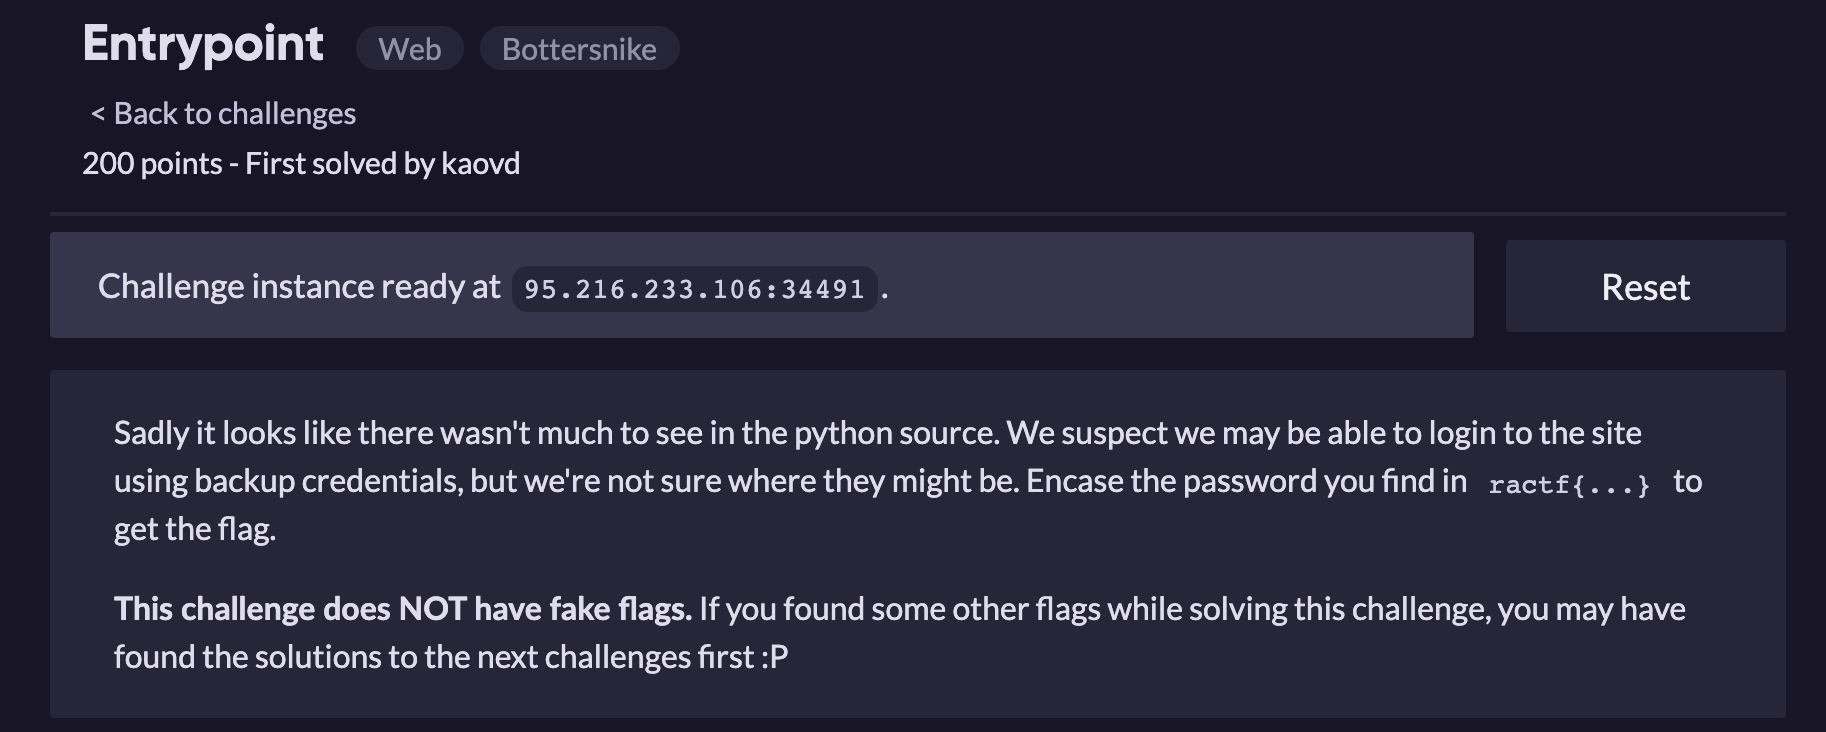 Entrypoint Web Bottersnike
< Back to challenges
200 points - First solved by kaovd
Challenge instance ready at 95.216.233.106:34491 . Reset
Sadly it looks like there wasn't much to see in the python source. We suspect we may be able to login to the site
using backup credentials, but we're not sure where they might be. Encase the password you find in ractf{...} to
get the flag.
This challenge does NOT have fake flags. If you found some other flags while solving this challenge, you may have
found the solutions to the next challenges first :P